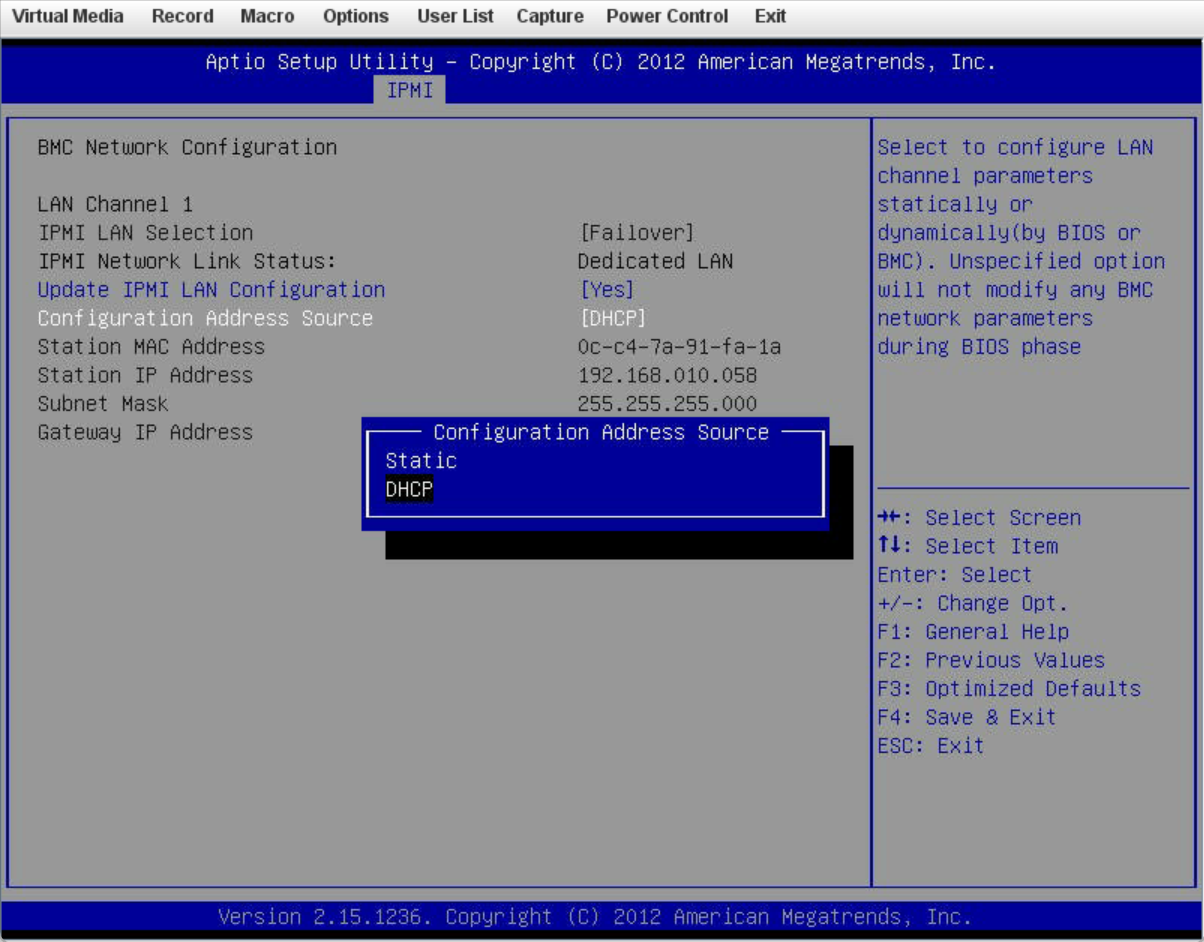 Virtual Media Record Macro Options User List Capture Power Control Exit
Aptio Setup Utility – Copyright (C) 2012 American Megatrends, Inc.
IPMI
BMC Network Configuration
LAN Channel 1
IPMI LAN Selection [Failover]
IPMI Network Link Status: Dedicated LAN
Update IPMI LAN Configuration [Yes]
Configuration Address Source [DHCP]
Station MAC Address 0c-c4-7a-91-fa-1a
Station IP Address 192.168.010.058
Subnet Mask 255.255.255.000
Gateway IP Address
Configuration Address Source
Static
DHCP
Select to configure LAN
channel parameters
statically or
dynamically(by BIOS or
BMC). Unspecified option
will not modify any BMC
network parameters
during BIOS phase
→←: Select Screen
↑↓: Select Item
Enter: Select
+/-: Change Opt.
F1: General Help
F2: Previous Values
F3: Optimized Defaults
F4: Save & Exit
ESC: Exit
Version 2.15.1236. Copyright (C) 2012 American Megatrends, Inc.